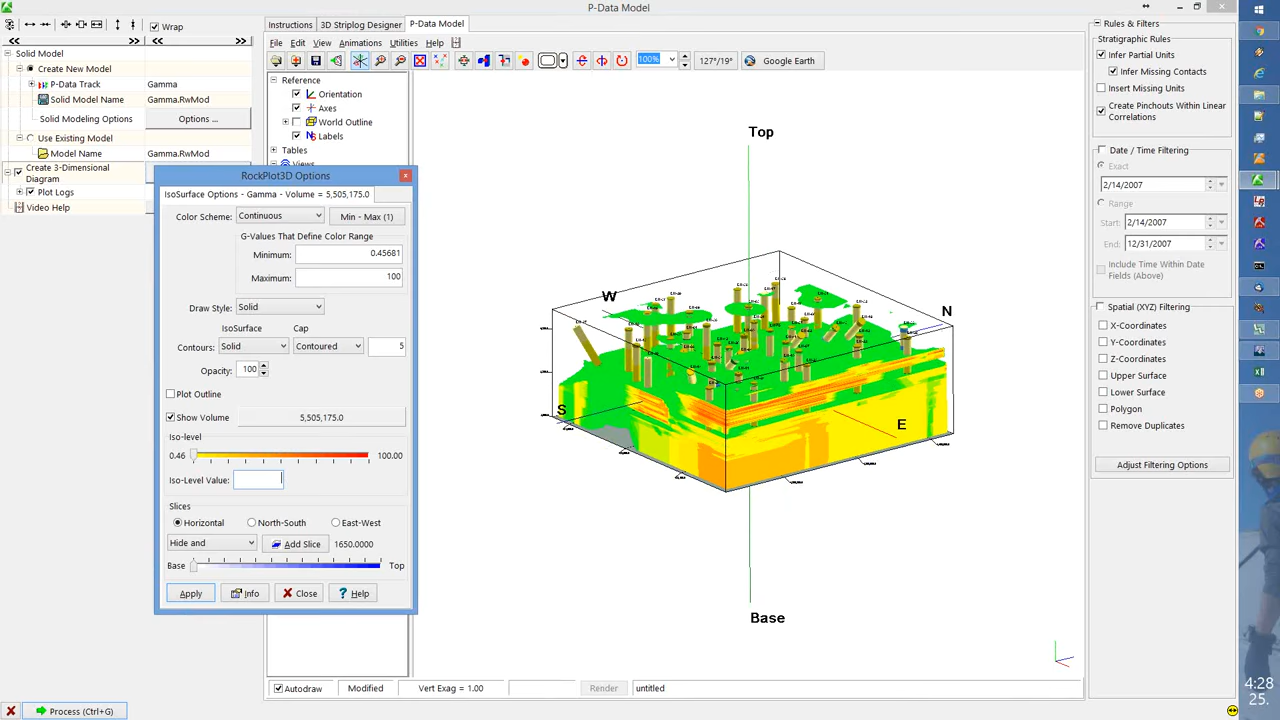 P-Data Model
Wrap
<< >> << >>
Solid Model
Create New Model
P-Data Track Gamma
Solid Model Name Gamma.RwMod
Solid Modeling Options Options ...
Use Existing Model
Model Name Gamma.RwMod
Create 3-Dimensional
Diagram
Plot Logs
Video Help
Instructions 3D Striplog Designer P-Data Model
File Edit View Animations Utilities Help
100% 127°/19° Google Earth
Reference
Orientation
Axes
World Outline
Labels
Tables
Views
RockPlot3D Options
IsoSurface Options - Gamma - Volume = 5,505,175.0
Color Scheme: Continuous Min - Max (1)
G-Values That Define Color Range
Minimum: 0.45681
Maximum: 100
Draw Style: Solid
IsoSurface Cap
Contours: Solid Contoured 5
Opacity: 100
Plot Outline
Show Volume 5,505,175.0
Iso-level
0.46 100.00
Iso-Level Value:
Slices
Horizontal North-South East-West
Hide and Add Slice 1650.0000
Base Top
Apply Info Close Help
Top
W
N
S
E
Base
Autodraw Modified Vert Exag = 1.00 Render untitled
Process (Ctrl+G)
Rules & Filters
Stratigraphic Rules
Infer Partial Units
Infer Missing Contacts
Insert Missing Units
Create Pinchouts Within Linear
Correlations
Date / Time Filtering
Exact
2/14/2007
Range
Start: 2/14/2007
End: 12/31/2007
Include Time Within Date
Fields (Above)
Spatial (XYZ) Filtering
X-Coordinates
Y-Coordinates
Z-Coordinates
Upper Surface
Lower Surface
Polygon
Remove Duplicates
Adjust Filtering Options
4:28
25.